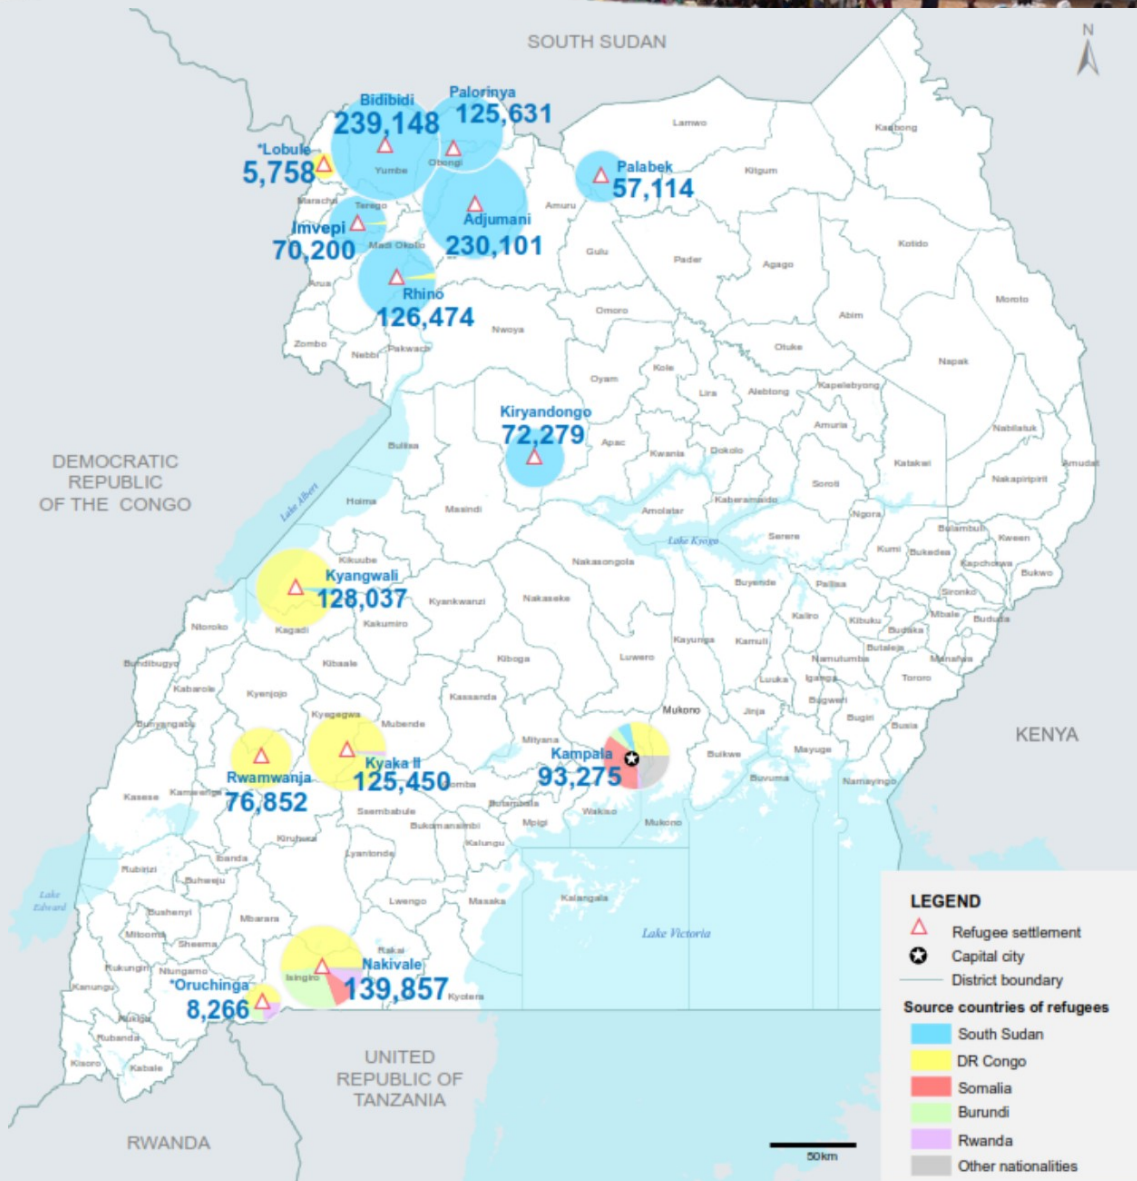 SOUTH SUDAN
N
Bidibidi
239,148
Palorinya
125,631
Lamwo
Kaabong
*Lobule
5,758
Yumbe
Obongi
Palabek
57,114
Kitgum
Maracha
Terego
Adjumani
230,101
Amuru
Imvepi
70,200
Madi Okollo
Gulu
Pader
Agago
Kotido
Arua
Rhino
126,474
Omoro
Abim
Moroto
Zombo
Nebbi
Pakwach
Nwoya
Otuke
Napak
Oyam
Kole
Lira
Alebtong
Kapelebyong
Kiryandongo
72,279
Apac
Kwania
Dokolo
Amuria
Nabilatuk
Buliisa
Katakwi
Amudat
DEMOCRATIC
REPUBLIC
OF THE CONGO
Lake Albert
Hoima
Masindi
Amolatar
Kaberamaido
Soroti
Nakapiripirit
Ngora
Lake Kyoga
Serere
Kumi
Bukedea
Bulambuli
Kween
Kapchorwa
Bukwo
Kikuube
Kyangwali
128,037
Nakasongola
Buyende
Pallisa
Sironko
Kyankwanzi
Nakaseke
Ntoroko
Kagadi
Kakumiro
Kaliro
Kibuku
Budaka
Mbale
Bududa
Bundibugyo
Kibaale
Kiboga
Luwero
Kayunga
Kamuli
Namutumba
Butaleja
Manafwa
Kabarole
Kyenjojo
Kassanda
Luuka
Iganga
Tororo
Bunyangabu
Kyegegwa
Mubende
Mukono
Jinja
Bugweri
Bugiri
Busia
KENYA
Rwamwanja
76,852
Kyaka II
125,450
Mityana
Kampala
93,275
Buikwe
Mayuge
Buvuma
Namayingo
Kasese
Kamwenge
Gomba
Butambala
Mpigi
Wakiso
Mukono
Ssembabule
Bukomansimbi
Kalungu
Kiruhura
Lyantonde
Ibanda
Rubirizi
Buhweju
Lake
Edward
Bushenyi
Mbarara
Lwengo
Masaka
Kalangala
Lake Victoria
Mitooma
Sheema
Rukungiri
Ntungamo
Rakai
Nakivale
139,857
Isingiro
Kyotera
Kanungu
*Oruchinga
8,266
Rukiga
Rubanda
Kisoro
Kabale
UNITED
REPUBLIC OF
TANZANIA
RWANDA
50km
LEGEND
Refugee settlement
Capital city
District boundary
Source countries of refugees
South Sudan
DR Congo
Somalia
Burundi
Rwanda
Other nationalities